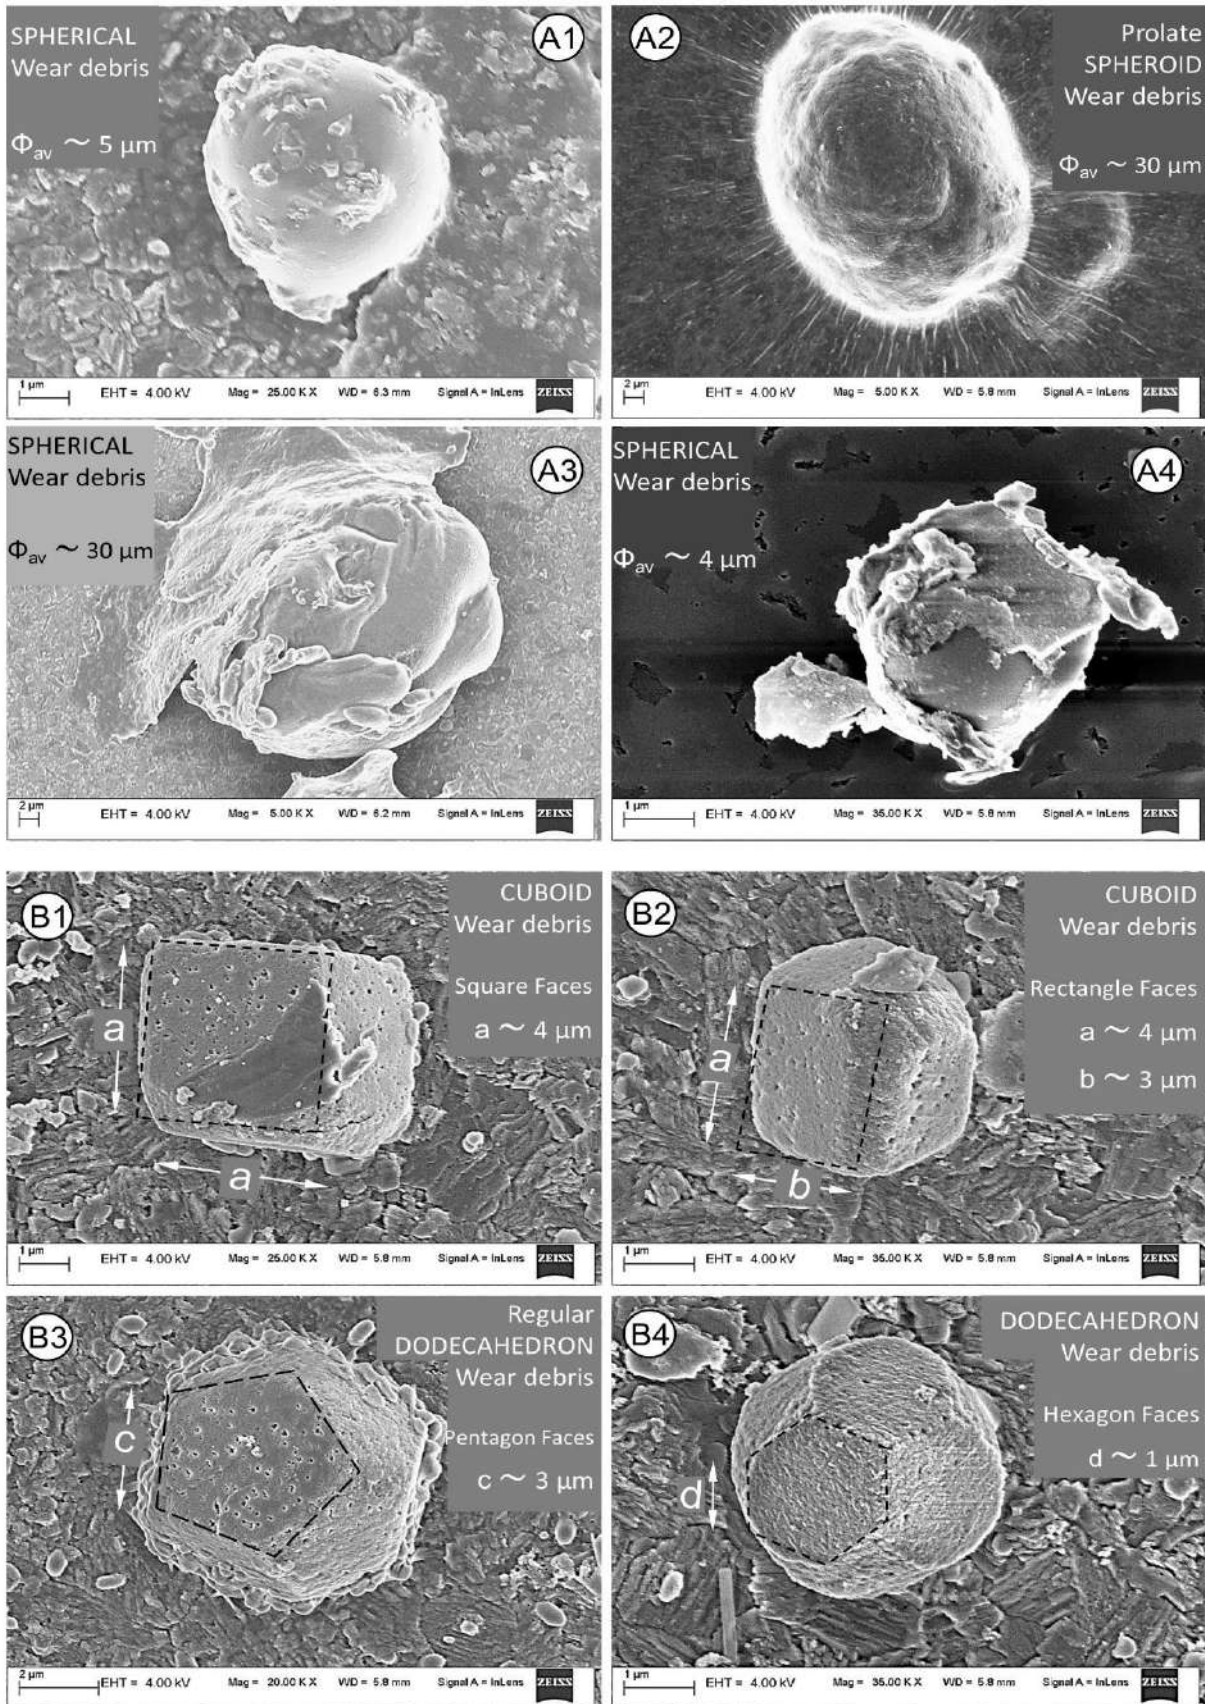 SPHERICAL
Wear debris
Φav ~ 5 µm
A1
1 µm
EHT = 4.00 kV
Mag = 25.00 K X
WD = 6.3 mm
Signal A = InLens
ZEISS
A2
Prolate
SPHEROID
Wear debris
Φav ~ 30 µm
2 µm
EHT = 4.00 kV
Mag = 5.00 K X
WD = 5.8 mm
Signal A = InLens
ZEISS
SPHERICAL
Wear debris
Φav ~ 30 µm
A3
2 µm
EHT = 4.00 kV
Mag = 5.00 K X
WD = 6.2 mm
Signal A = InLens
ZEISS
SPHERICAL
Wear debris
Φav ~ 4 µm
A4
1 µm
EHT = 4.00 kV
Mag = 35.00 K X
WD = 5.8 mm
Signal A = InLens
ZEISS
B1
CUBOID
Wear debris
Square Faces
a ~ 4 µm
a
a
1 µm
EHT = 4.00 kV
Mag = 25.00 K X
WD = 5.8 mm
Signal A = InLens
ZEISS
B2
CUBOID
Wear debris
Rectangle Faces
a ~ 4 µm
b ~ 3 µm
a
b
1 µm
EHT = 4.00 kV
Mag = 35.00 K X
WD = 5.8 mm
Signal A = InLens
ZEISS
B3
Regular
DODECAHEDRON
Wear debris
Pentagon Faces
c ~ 3 µm
c
2 µm
EHT = 4.00 kV
Mag = 20.00 K X
WD = 5.8 mm
Signal A = InLens
ZEISS
B4
DODECAHEDRON
Wear debris
Hexagon Faces
d ~ 1 µm
d
1 µm
EHT = 4.00 kV
Mag = 35.00 K X
WD = 5.8 mm
Signal A = InLens
ZEISS